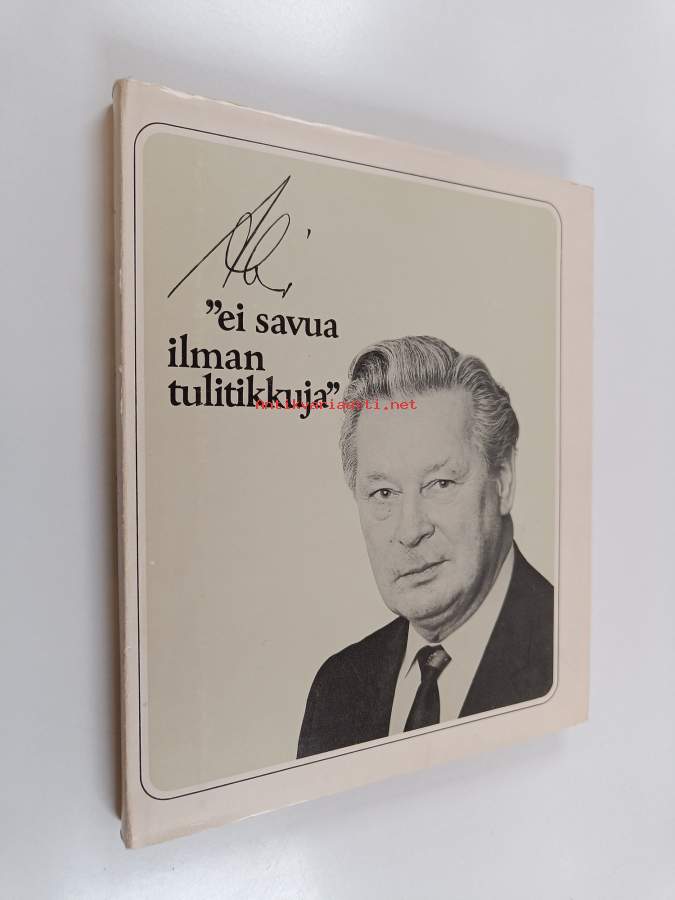 "ei savua
ilman
tulitikkuja"
Antikvariaatti.net